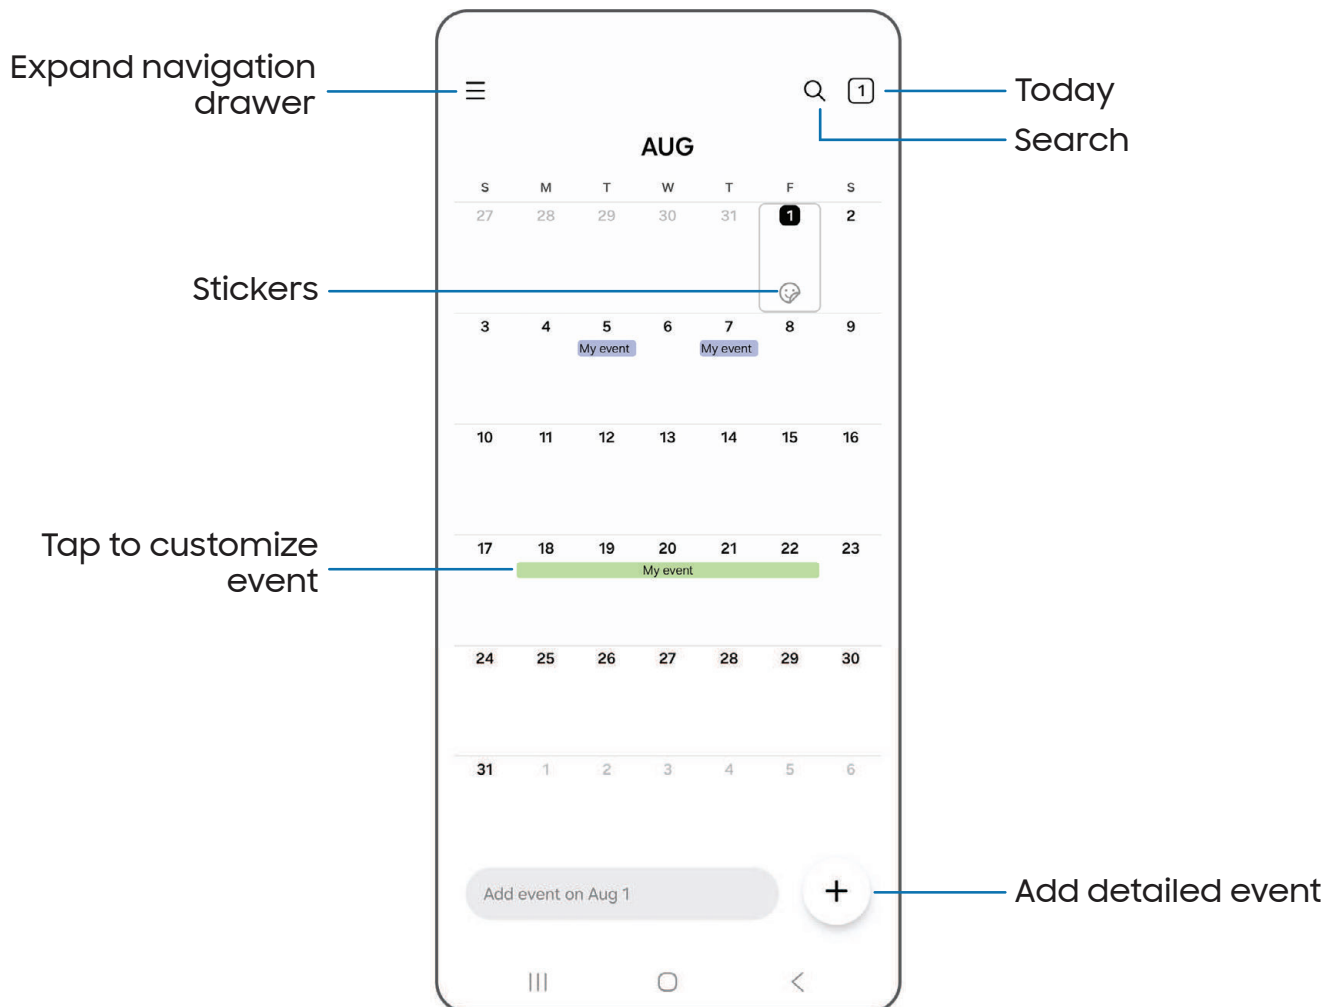 Expand navigation
drawer
1
Today
Search
AUG
S M T W T F S
27 28 29 30 31 1 2
Stickers
3 4 5 6 7 8 9
My event My event
10 11 12 13 14 15 16
Tap to customize
event
17 18 19 20 21 22 23
My event
24 25 26 27 28 29 30
31 1 2 3 4 5 6
Add event on Aug 1
Add detailed event